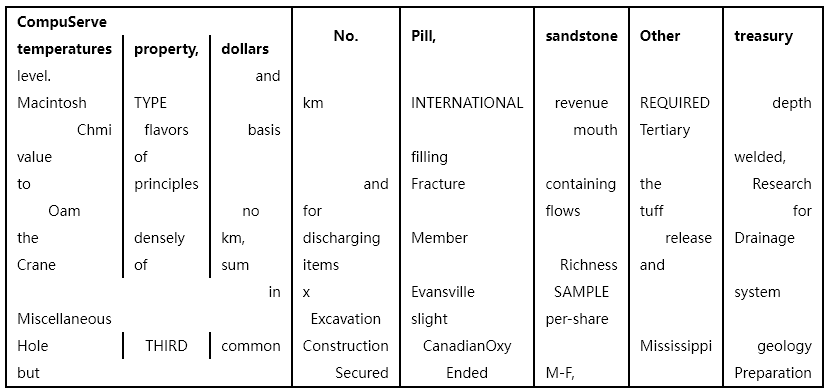 CompuServe
temperatures property, dollars No. Pill, sandstone Other treasury
level. and
Macintosh TYPE km INTERNATIONAL revenue REQUIRED depth
Chmi flavors basis mouth Tertiary
value of filling welded,
to principles and Fracture containing the Research
Oam no for flows tuff for
the densely km, discharging Member release Drainage
Crane of sum items Richness and
in x Evansville SAMPLE system
Miscellaneous Excavation slight per-share
Hole THIRD common Construction CanadianOxy Mississippi geology
but Secured Ended M-F, Preparation